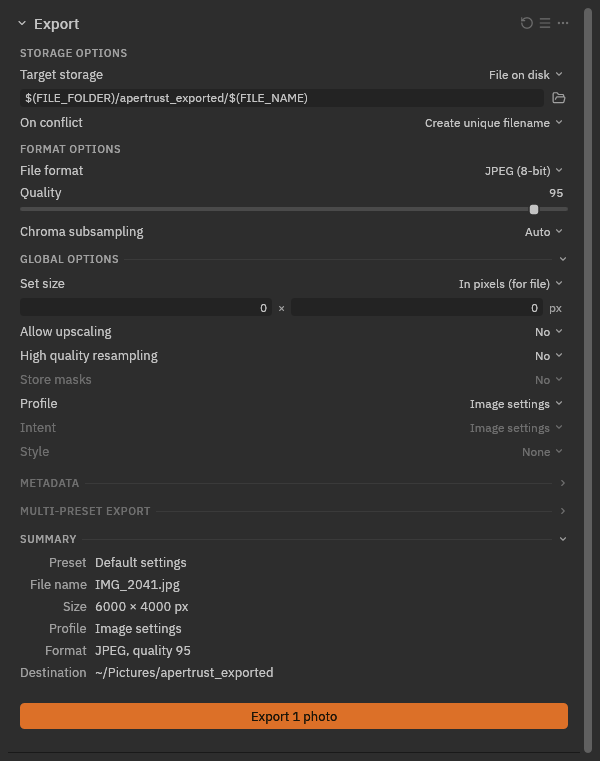 Export
STORAGE OPTIONS
Target storage File on disk
$(FILE_FOLDER)/apertrust_exported/$(FILE_NAME)
On conflict Create unique filename
FORMAT OPTIONS
File format JPEG (8-bit)
Quality 95
Chroma subsampling Auto
GLOBAL OPTIONS
Set size In pixels (for file)
0 × 0 px
Allow upscaling No
High quality resampling No
Store masks No
Profile Image settings
Intent Image settings
Style None
METADATA
MULTI-PRESET EXPORT
SUMMARY
Preset Default settings
File name IMG_2041.jpg
Size 6000 × 4000 px
Profile Image settings
Format JPEG, quality 95
Destination ~/Pictures/apertrust_exported
Export 1 photo